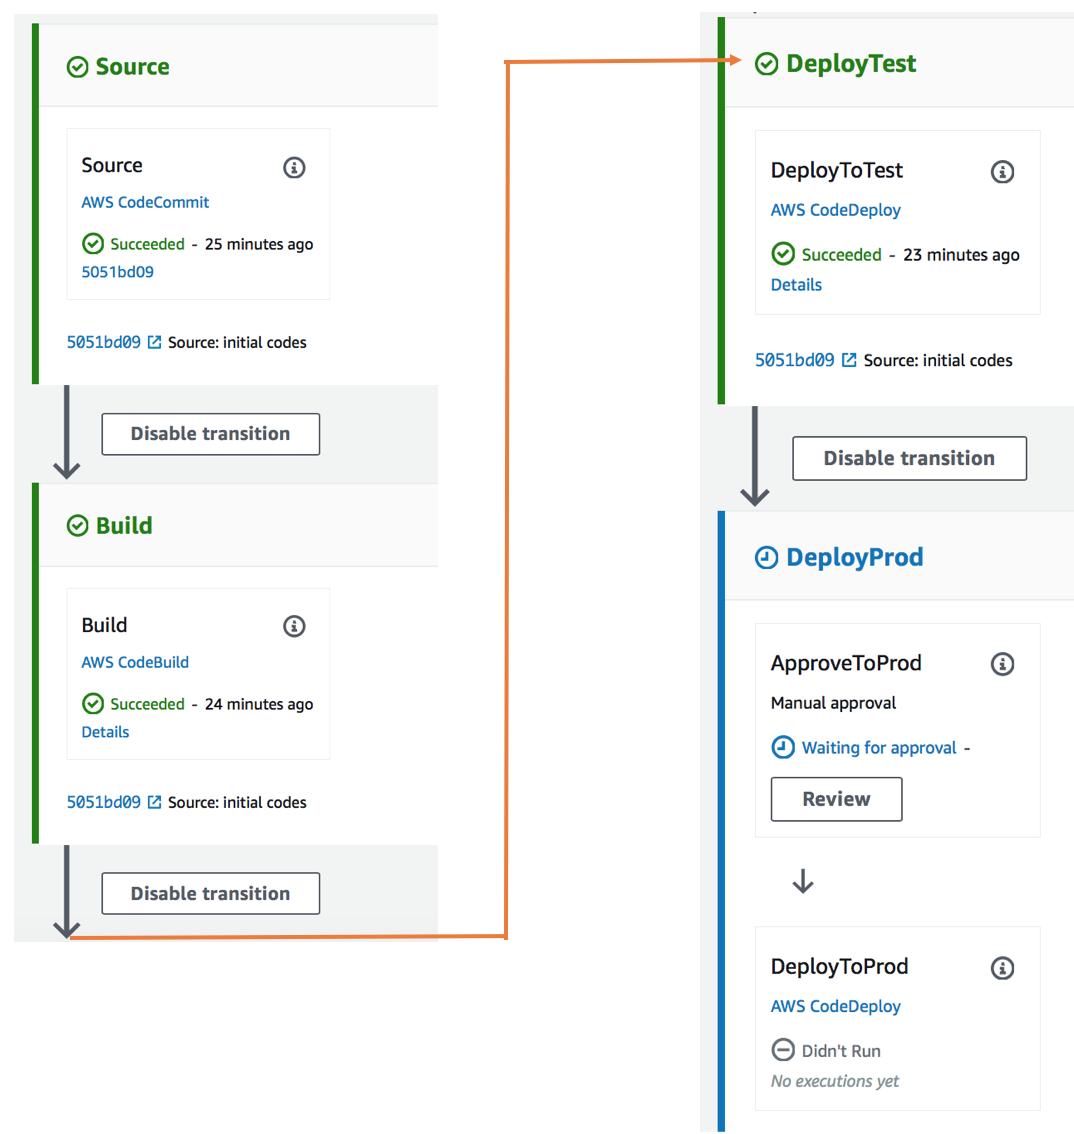 Source
Source
AWS CodeCommit
Succeeded - 25 minutes ago
5051bd09
5051bd09 Source: initial codes
Disable transition
Build
Build
AWS CodeBuild
Succeeded - 24 minutes ago
Details
5051bd09 Source: initial codes
Disable transition
DeployTest
DeployToTest
AWS CodeDeploy
Succeeded - 23 minutes ago
Details
5051bd09 Source: initial codes
Disable transition
DeployProd
ApproveToProd
Manual approval
Waiting for approval -
Review
DeployToProd
AWS CodeDeploy
Didn't Run
No executions yet